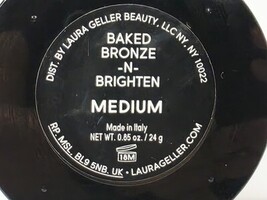 DIST. BY LAURA GELLER BEAUTY, LLC NY, NY 10022
BAKED
BRONZE
-N-
BRIGHTEN
MEDIUM
Made in Italy
NET WT. 0.85 oz. / 24 g
18M
RP. MSL. BL9 5NB. UK • LAURAGELLER.COM